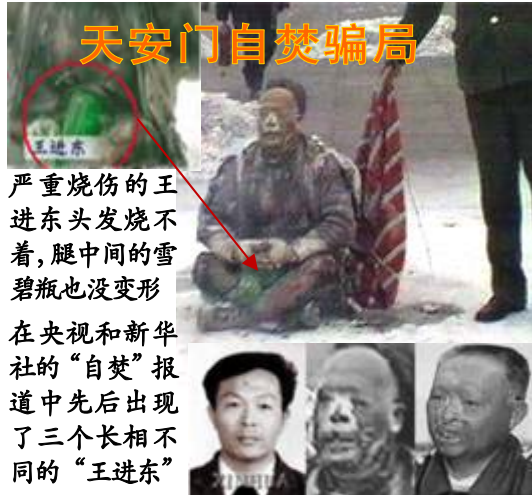 天安门自焚骗局
王进东
严重烧伤的王
进东头发烧不
着，腿中间的雪
碧瓶也没变形
在央视和新华
社的“自焚”报
道中先后出现
了三个长相不
同的“王进东”
XINHUA